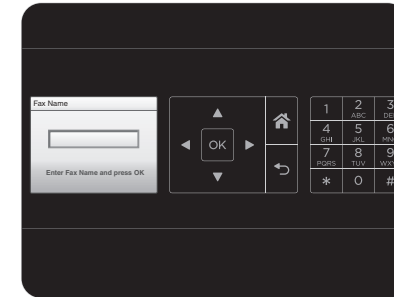 Fax Name
Enter Fax Name and press OK
OK
1
2 ABC
3 DEF
4 GHI
5 JKL
6
7 PQRS
8 TUV
9
*
0
#